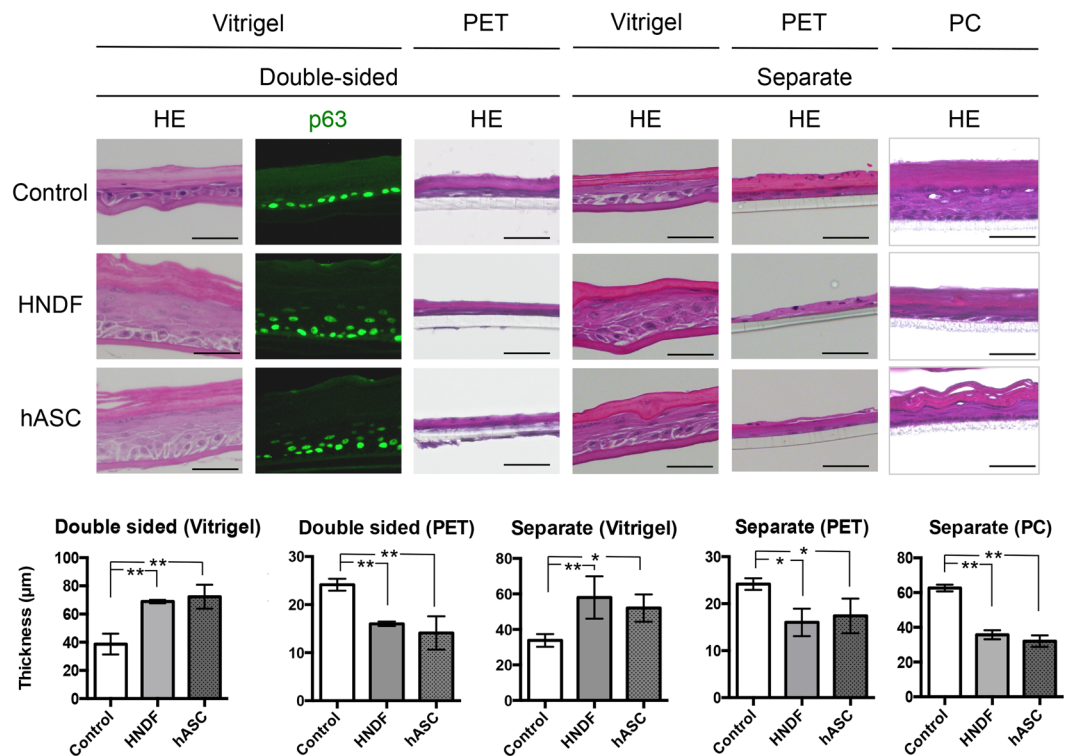 Vitrigel PET Vitrigel PET PC
Double-sided Separate
HE p63 HE HE HE HE
Control
HNDF
hASC
Double sided (Vitrigel)
Thickness (μm)
100
80
60
40
20
0
** **
Control HNDF hASC
Double sided (PET)
30
20
10
0
** **
Control HNDF hASC
Separate (Vitrigel)
80
60
40
20
0
** *
Control HNDF hASC
Separate (PET)
30
20
10
0
* *
Control HNDF hASC
Separate (PC)
80
60
40
20
0
** **
Control HNDF hASC